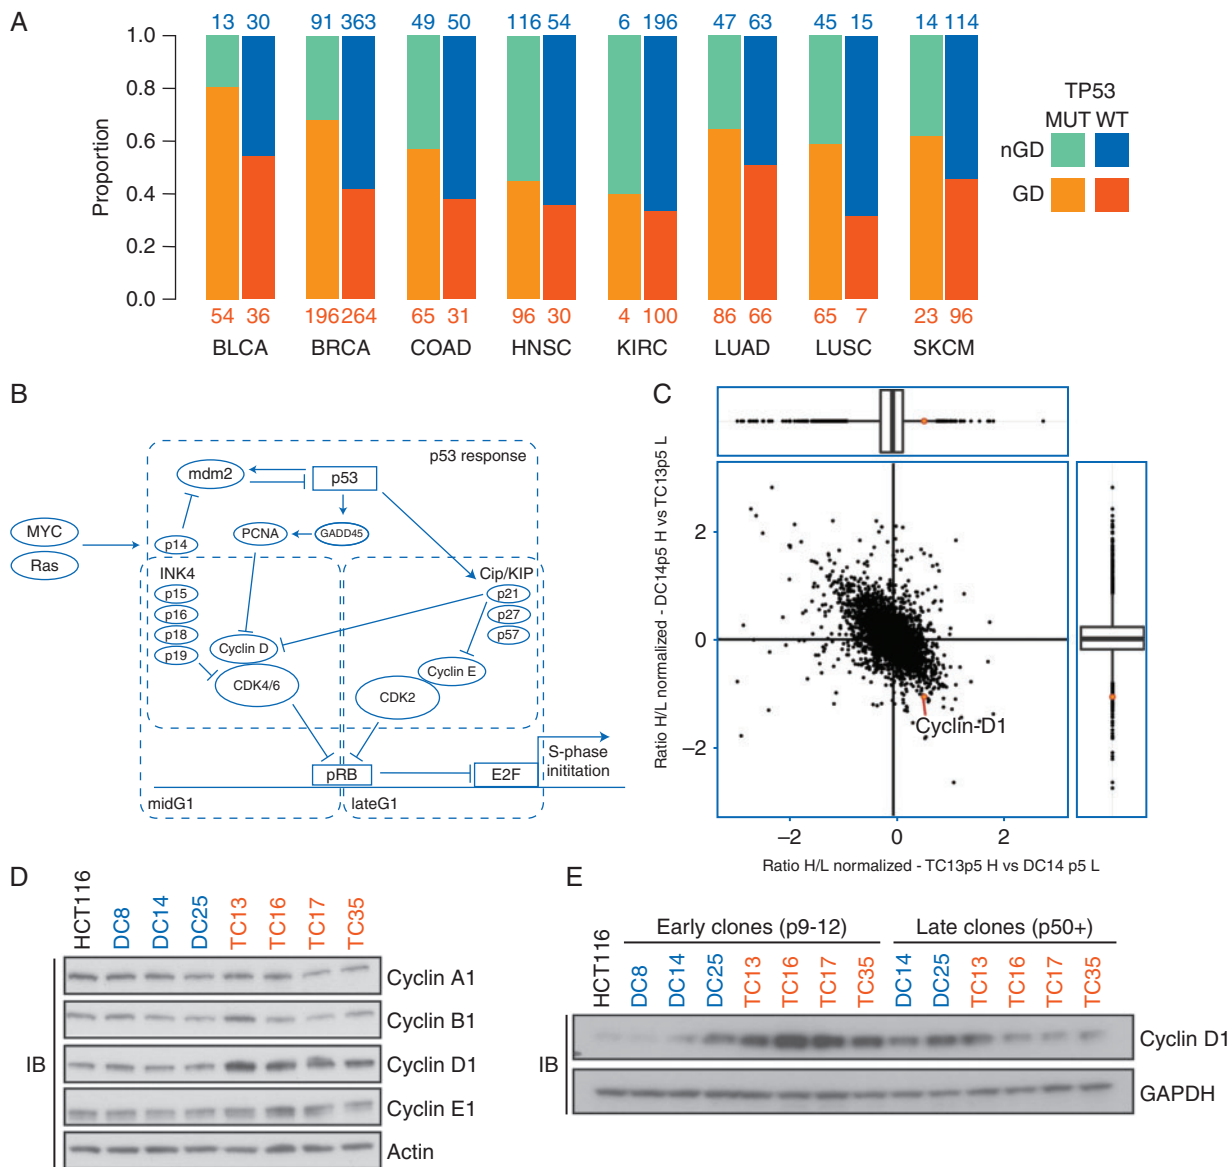 A
13 30 91 363 49 50 116 54 6 196 47 63 45 15 14 114
1.0
0.8
0.6
0.4
0.2
0.0
Proportion
54 36 196 264 65 31 96 30 4 100 86 66 65 7 23 96
BLCA BRCA COAD HNSC KIRC LUAD LUSC SKCM
TP53
MUT WT
nGD
GD
B
p53 response
mdm2
p53
MYC
Ras
p14
PCNA
GADD45
INK4
p15
p16
p18
p19
Cip/KIP
p21
p27
p57
Cyclin D
CDK4/6
Cyclin E
CDK2
pRB
E2F
S-phase
inititation
midG1
lateG1
C
Ratio H/L normalized - DC14p5 H vs TC13p5 L
2
0
−2
Cyclin-D1
−2 0 2
Ratio H/L normalized - TC13p5 H vs DC14 p5 L
D
HCT116 DC8 DC14 DC25 TC13 TC16 TC17 TC35
IB
Cyclin A1
Cyclin B1
Cyclin D1
Cyclin E1
Actin
E
Early clones (p9-12) Late clones (p50+)
HCT116 DC8 DC14 DC25 TC13 TC16 TC17 TC35 DC14 DC25 TC13 TC16 TC17 TC35
IB
Cyclin D1
GAPDH